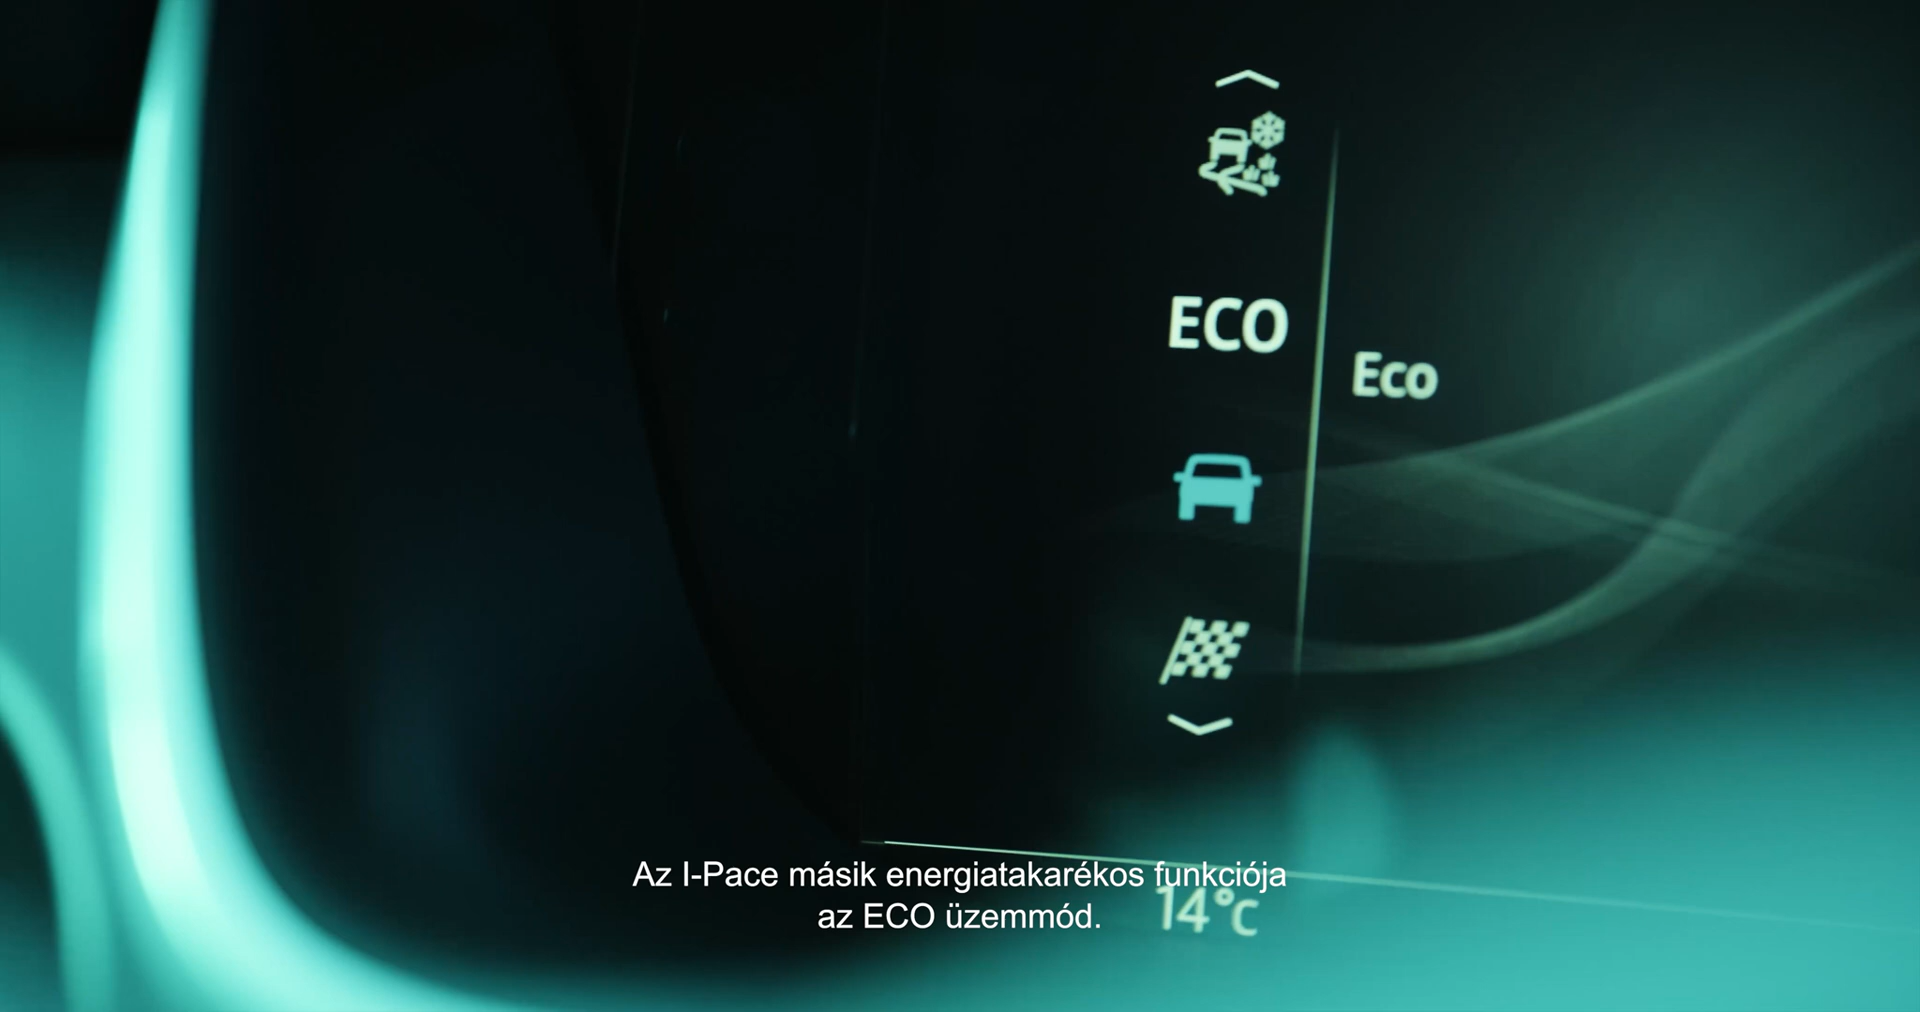 ECO
Eco
Az I-Pace másik energiatakarékos funkciója
az ECO üzemmód.
14°C